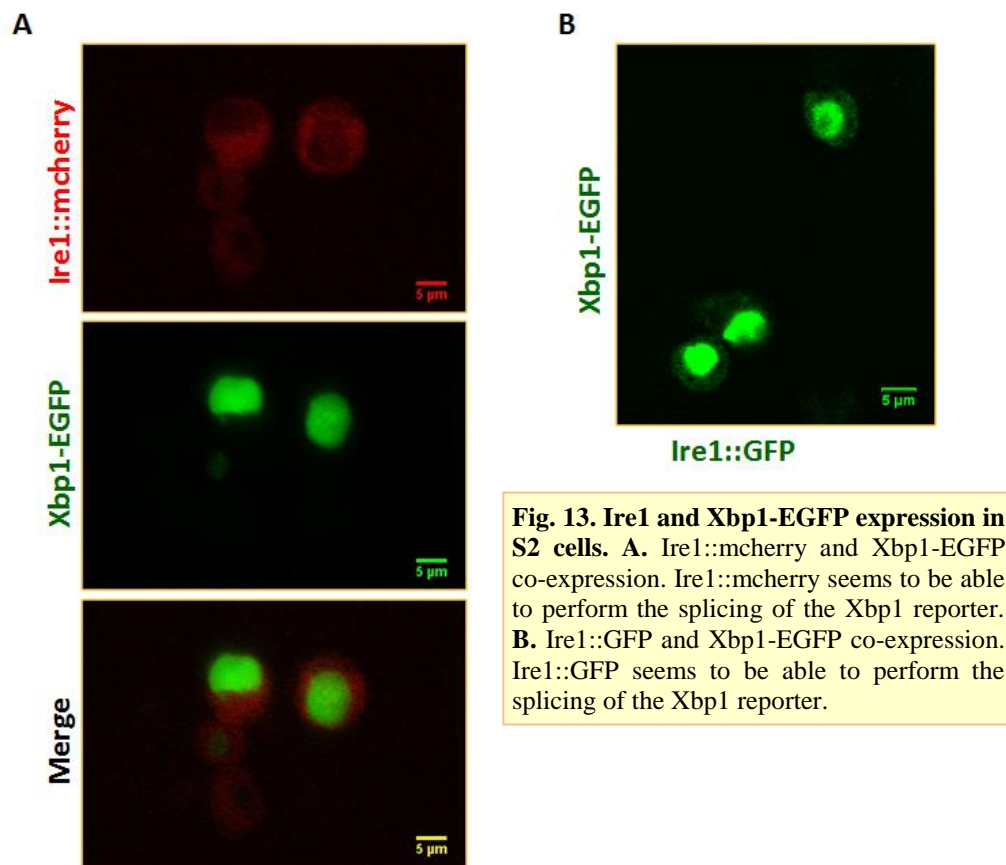 A
B
Ire1::mcherry
5 µm
Xbp1-EGFP
5 µm
Merge
5 µm
Xbp1-EGFP
5 µm
Ire1::GFP
Fig. 13. Ire1 and Xbp1-EGFP expression in
S2 cells. A. Ire1::mcherry and Xbp1-EGFP
co-expression. Ire1::mcherry seems to be able
to perform the splicing of the Xbp1 reporter.
B. Ire1::GFP and Xbp1-EGFP co-expression.
Ire1::GFP seems to be able to perform the
splicing of the Xbp1 reporter.